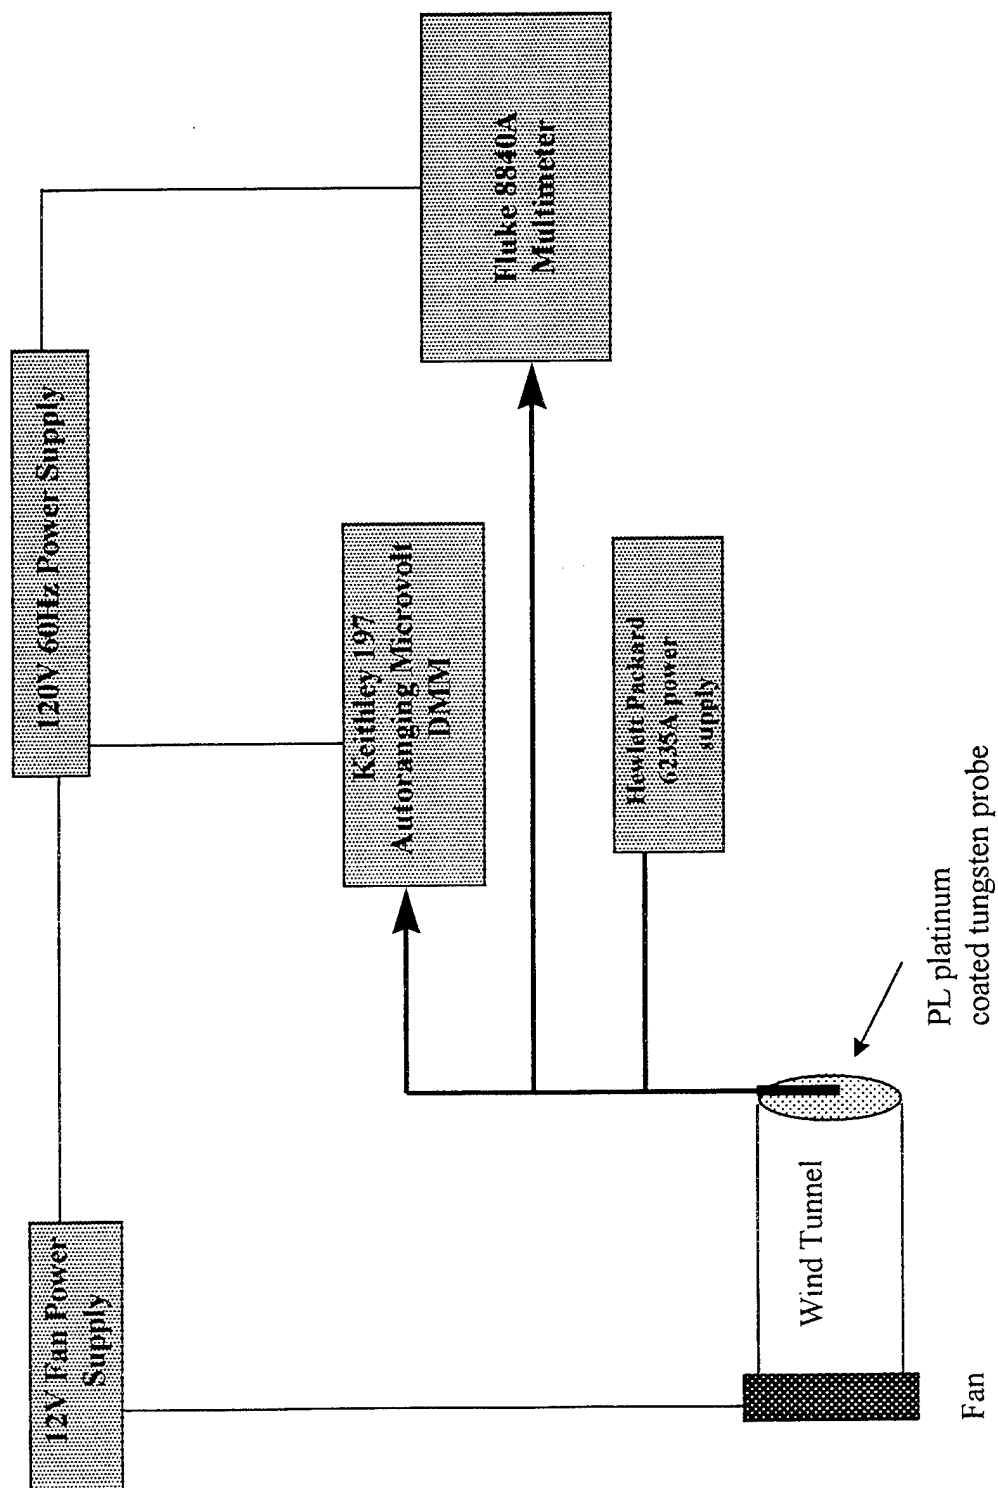 120V 60Hz Power Supply
12V Fan Power
Supply
Keithley 197
Autoranging Microvolt
DMM
Fluke 8840A
Multimeter
Hewlett Packard
6235A power
supply
Wind Tunnel
PL platinum
coated tungsten probe
Fan